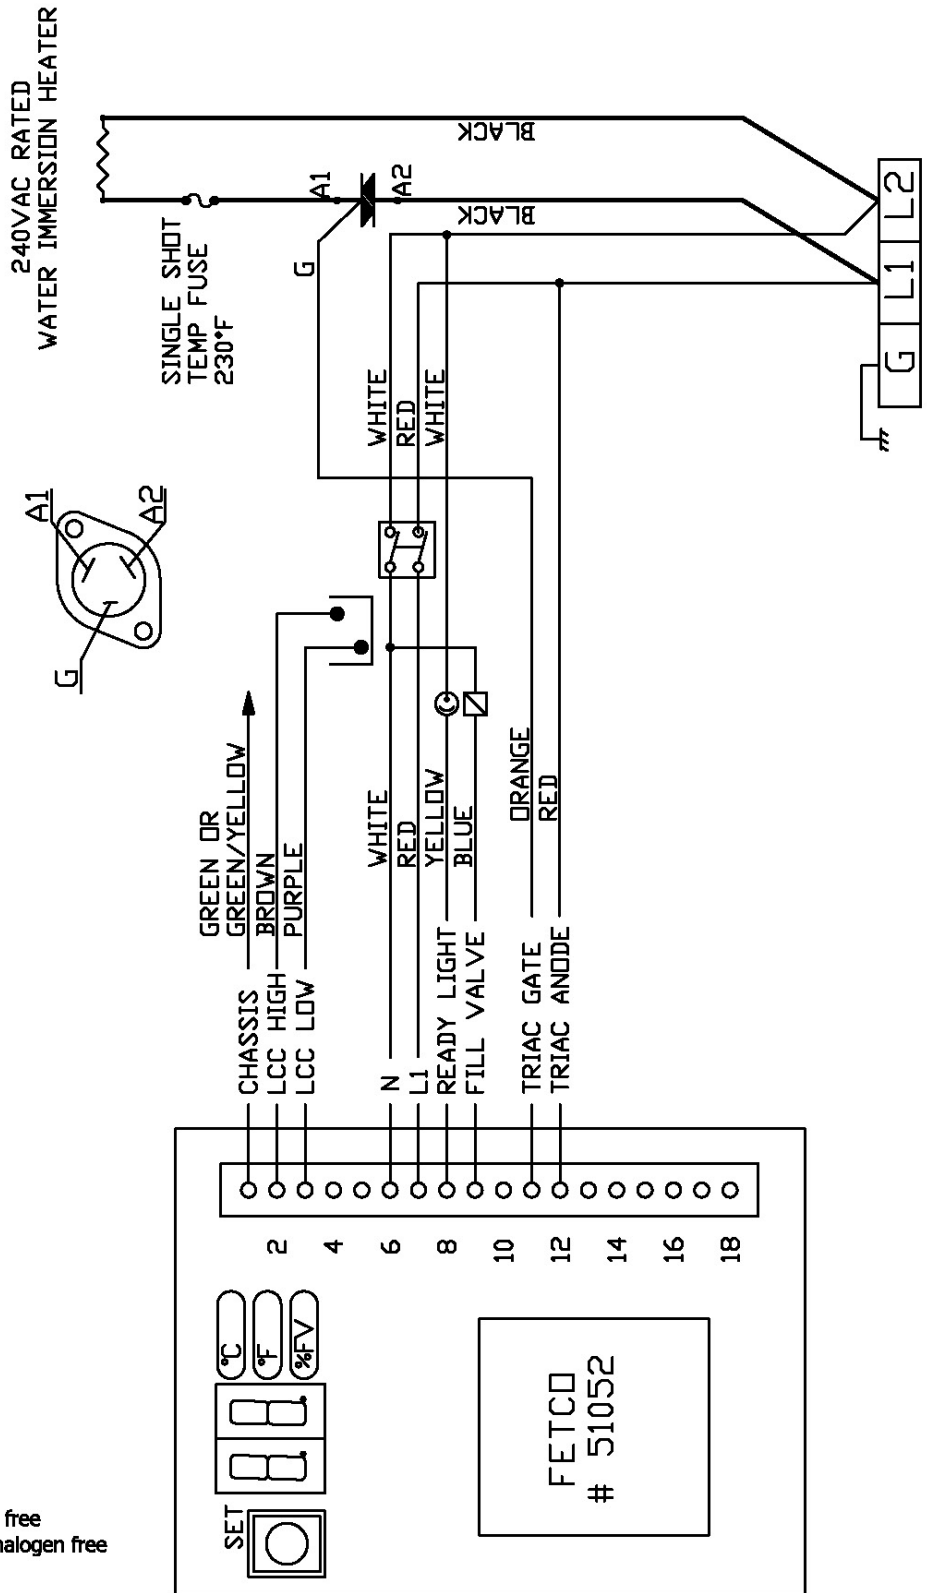 240VAC RATED
WATER IMMERSION HEATER
SINGLE SHOT
TEMP FUSE
230°F
BLACK
BLACK
A1
A2
G
L2
L1
G
WHITE
RED
WHITE
A1
A2
G
GREEN OR
GREEN/YELLOW
BROWN
PURPLE
WHITE
RED
YELLOW
BLUE
ORANGE
RED
CHASSIS
LCC HIGH
LCC LOW
N
L1
READY LIGHT
FILL VALVE
TRIAC GATE
TRIAC ANODE
2
4
6
8
10
12
14
16
18
°C
°F
%FV
8.
8.
SET
FETCO
# 51052
free
halogen free